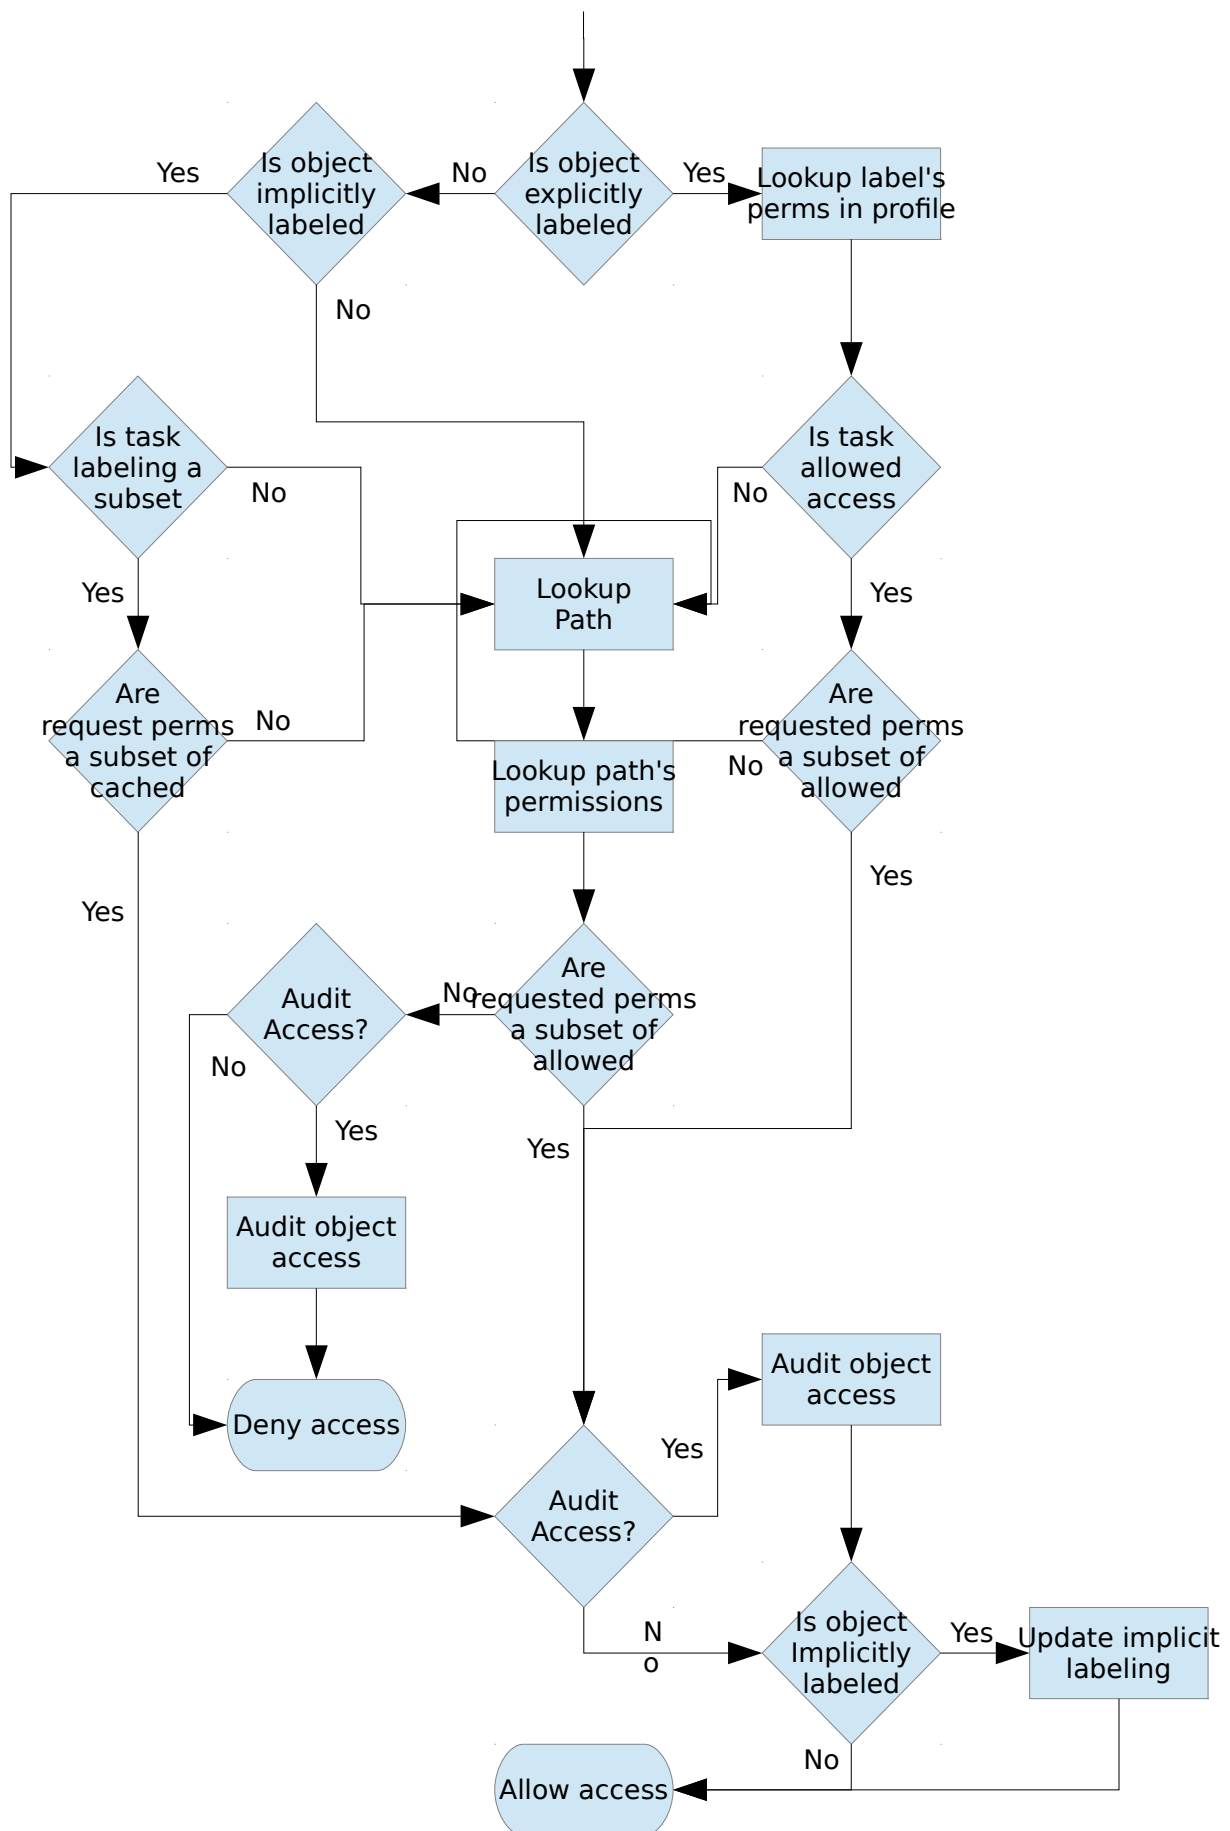 Yes
Is object
implicitly
labeled
No
Is object
explicitly
labeled
Yes
Lookup label's
perms in profile
No
Is task
labeling a
subset
No
Is task
allowed
access
No
Yes
Lookup
Path
Yes
Are
request perms
a subset of
cached
No
Lookup path's
permissions
No
Are
requested perms
a subset of
allowed
Yes
Yes
Audit
Access?
No
Are
requested perms
a subset of
allowed
No
Yes
Yes
Audit object
access
Audit object
access
Deny access
Yes
Audit
Access?
N
o
Is object
Implicitly
labeled
Yes
Update implicit
labeling
No
Allow access